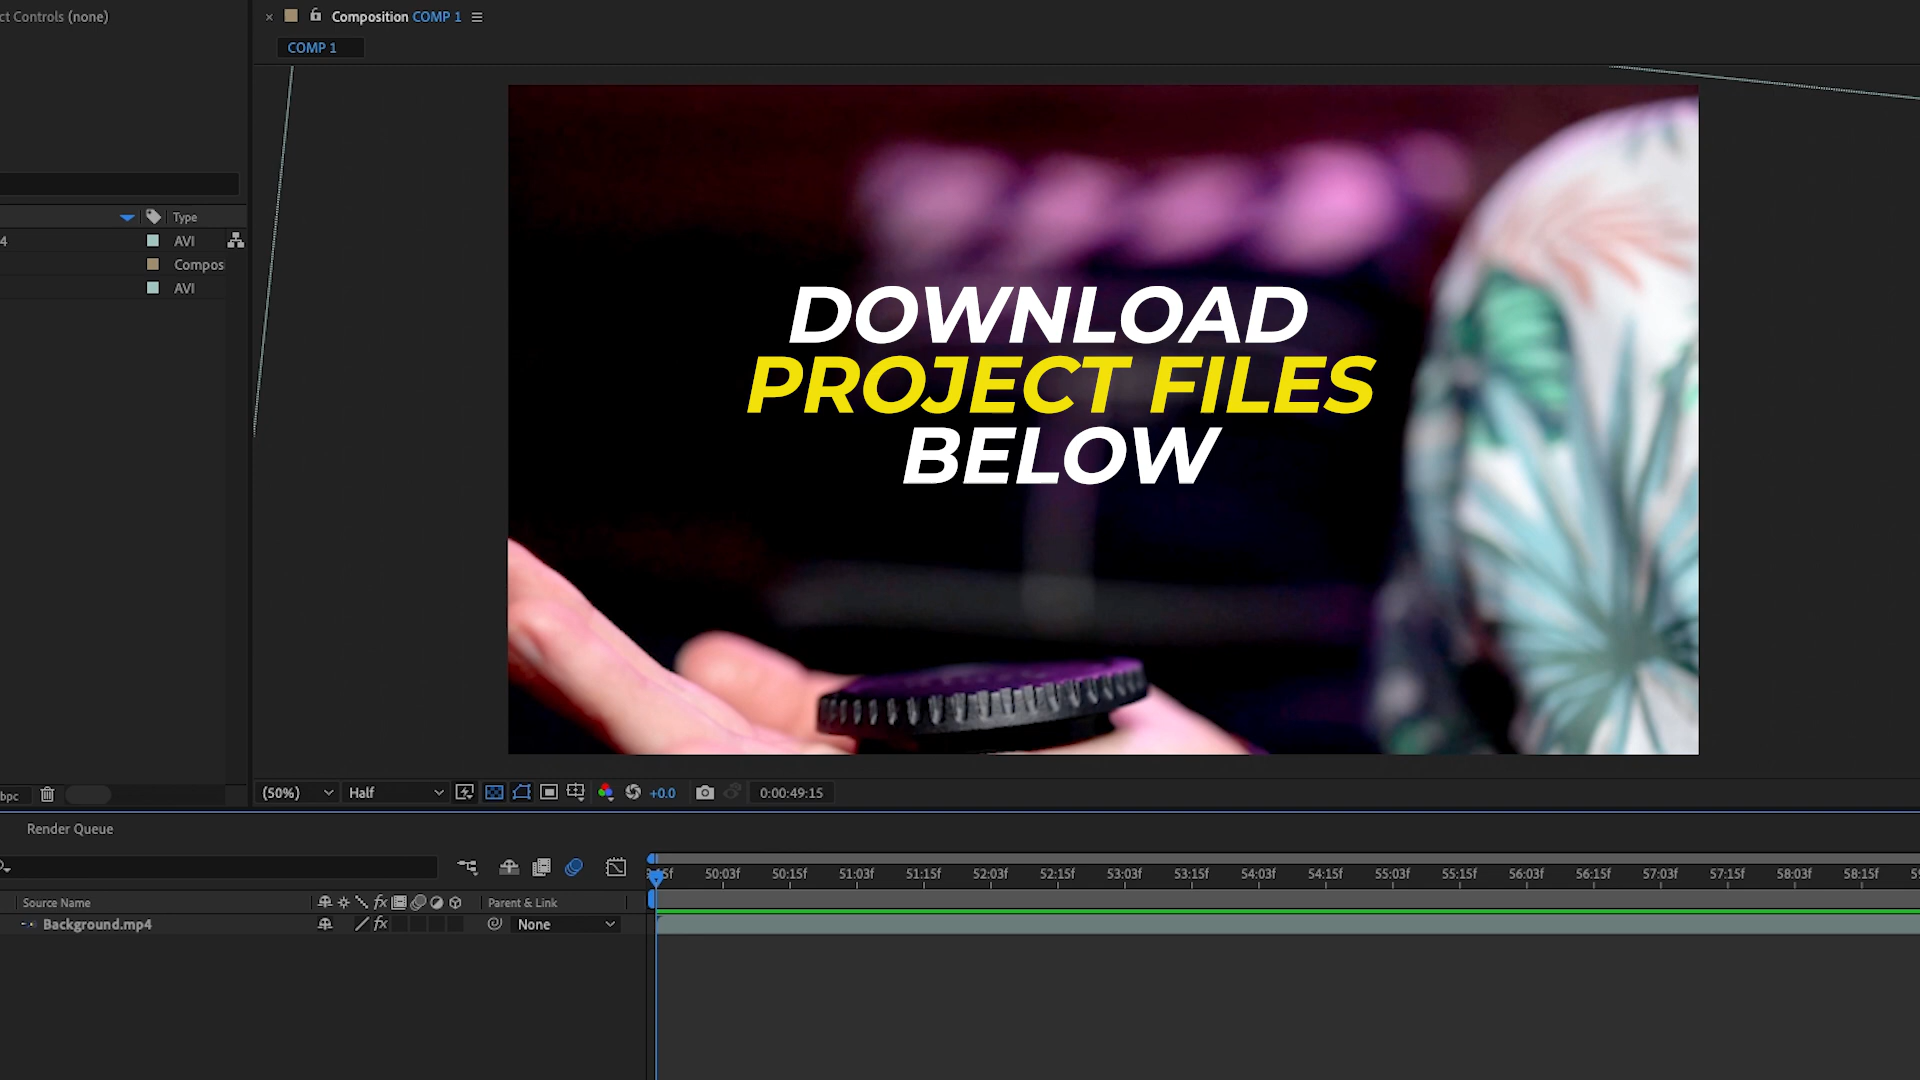 ct Controls (none)
Composition COMP 1
COMP 1
Type
4 AVI
Compos
AVI
DOWNLOAD
PROJECT FILES
BELOW
bpc
(50%) Half +0.0 0:00:49:15
Render Queue
50:03f 50:15f 51:03f 51:15f 52:03f 52:15f 53:03f 53:15f 54:03f 54:15f 55:03f 55:15f 56:03f 56:15f 57:03f 57:15f 58:03f 58:15f
Source Name fx Parent & Link
Background.mp4 fx None